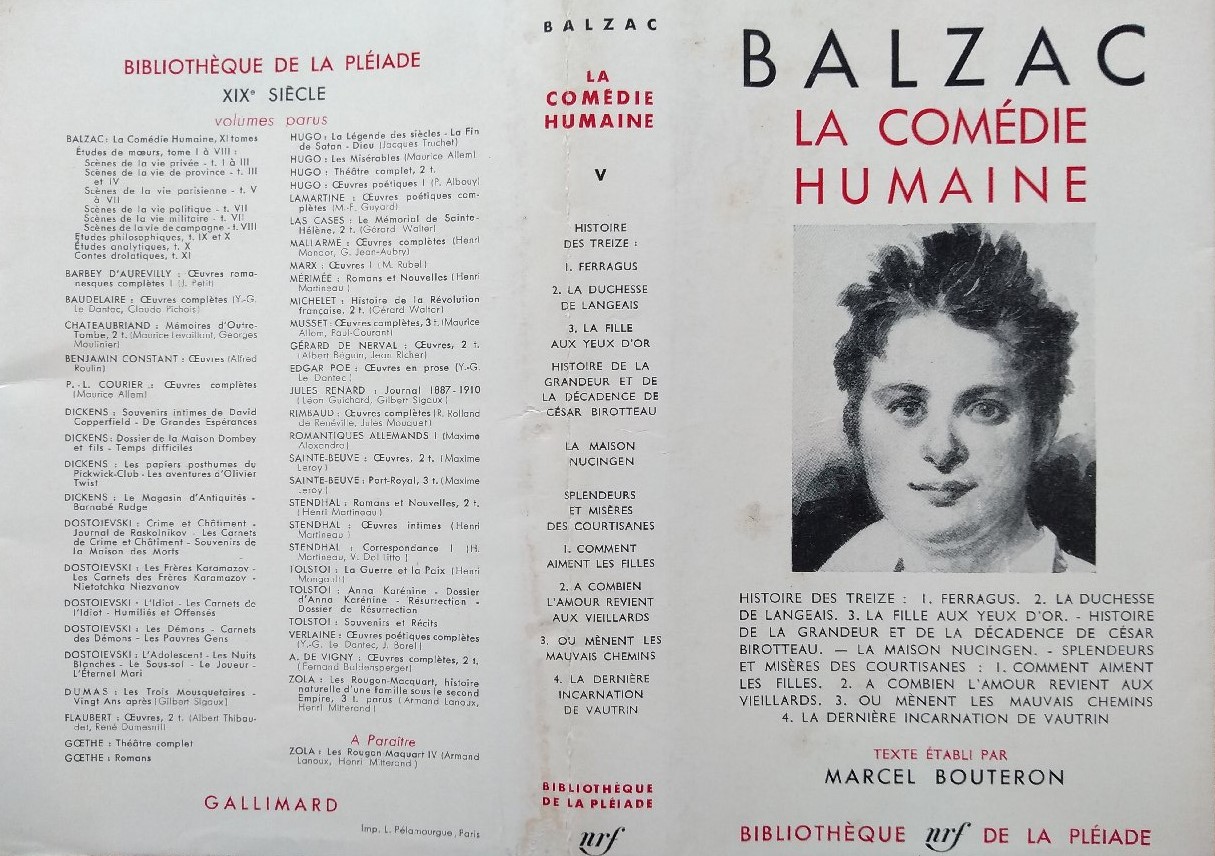 BIBLIOTHÈQUE DE LA PLÉIADE
XIXe SIÈCLE
volumes parus
BALZAC : La Comédie Humaine, XI tomes
Études de mœurs, tome I à VIII :
Scènes de la vie privée - t. I à III
Scènes de la vie de province - t. III
et IV
Scènes de la vie parisienne - t. V
à VII
Scènes de la vie politique - t. VII
Scènes de la vie militaire - t. VII
Scènes de la vie de campagne - t. VIII
Études philosophiques, t. IX et X
Études analytiques, t. X
Contes drolatiques, t. XI
BARBEY D'AUREVILLY : Œuvres roma-
nesques complètes I (J. Petit)
BAUDELAIRE : Œuvres complètes (Y.-G.
Le Dantec, Claude Pichois)
CHATEAUBRIAND : Mémoires d'Outre-
Tombe, 2 t. (Maurice Levaillant, Georges
Moulinier)
BENJAMIN CONSTANT : Œuvres (Alfred
Roulin)
P.-L. COURIER : Œuvres complètes
(Maurice Allem)
DICKENS : Souvenirs intimes de David
Copperfield - De Grandes Espérances
DICKENS : Dossier de la Maison Dombey
et fils - Temps difficiles
DICKENS : Les papiers posthumes du
Pickwick-Club - Les aventures d'Olivier
Twist
DICKENS : Le Magasin d'Antiquités -
Barnabé Rudge
DOSTOIEVSKI : Crime et Châtiment -
Journal de Raskolnikov - Les Carnets
de Crime et Châtiment - Souvenirs de
la Maison des Morts
DOSTOIEVSKI : Les Frères Karamazov -
Les Carnets des Frères Karamazov -
Niétotchka Niezvanov
DOSTOIEVSKI - L'Idiot - Les Carnets de
l'Idiot - Humiliés et Offensés
DOSTOIEVSKI : Les Démons - Carnets
des Démons - Les Pauvres Gens
DOSTOIEVSKI : L'Adolescent - Les Nuits
Blanches - Le Sous-sol - Le Joueur -
L'Éternel Mari
DUMAS : Les Trois Mousquetaires -
Vingt Ans après (Gilbert Sigaux)
FLAUBERT : Œuvres, 2 t. (Albert Thibau-
det, René Dumesnil)
GŒTHE : Théâtre complet
GŒTHE : Romans
HUGO : La Légende des siècles - La Fin
de Satan - Dieu (Jacques Truchet)
HUGO : Les Misérables (Maurice Allem)
HUGO : Théâtre complet, 2 t.
HUGO : Œuvres poétiques I (P. Albouy)
LAMARTINE : Œuvres poétiques com-
plètes (M.-F. Guyard)
LAS CASES : Le Mémorial de Sainte-
Hélène, 2 t. (Gérard Walter)
MALLARMÉ : Œuvres complètes (Henri
Mondor, G. Jean-Aubry)
MARX : Œuvres I (M. Rubel)
MÉRIMÉE : Romans et Nouvelles (Henri
Martineau)
MICHELET : Histoire de la Révolution
française, 2 t. (Gérard Walter)
MUSSET : Œuvres complètes, 3 t. (Maurice
Allem, Paul-Courant)
GÉRARD DE NERVAL : Œuvres, 2 t.
(Albert Béguin, Jean Richer)
EDGAR POE : Œuvres en prose (Y.-G.
Le Dantec)
JULES RENARD : Journal 1887-1910
(Léon Guichard, Gilbert Sigaux)
RIMBAUD : Œuvres complètes (R. Rolland
de Renéville, Jules Mouquet)
ROMANTIQUES ALLEMANDS I (Maxime
Alexandre)
SAINTE-BEUVE : Œuvres, 2 t. (Maxime
Leroy)
SAINTE-BEUVE : Port-Royal, 3 t. (Maxime
Leroy)
STENDHAL : Romans et Nouvelles, 2 t.
(Henri Martineau)
STENDHAL : Œuvres intimes (Henri
Martineau)
STENDHAL : Correspondance I (H.
Martineau, V. Del Litto)
TOLSTOI : La Guerre et la Paix (Henri
Mongault)
TOLSTOI : Anna Karénine - Dossier
d'Anna Karénine - Résurrection -
Dossier de Résurrection
TOLSTOI : Souvenirs et Récits
VERLAINE : Œuvres poétiques complètes
(Y.-G. Le Dantec, J. Borel)
A. DE VIGNY : Œuvres complètes, 2 t.
(Fernand Baldensperger)
ZOLA : Les Rougon-Macquart, histoire
naturelle d'une famille sous le second
Empire, 3 t. parus (Armand Lanoux,
Henri Mitterand)
A Paraître
ZOLA : Les Rougon-Maquart IV (Armand
Lanoux, Henri Mitterand)
GALLIMARD
Imp. L. Pélamourgue, Paris
BALZAC
LA
COMÉDIE
HUMAINE
V
HISTOIRE
DES TREIZE :
1. FERRAGUS
2. LA DUCHESSE
DE LANGEAIS
3. LA FILLE
AUX YEUX D'OR
HISTOIRE DE LA
GRANDEUR ET DE
LA DÉCADENCE DE
CÉSAR BIROTTEAU
LA MAISON
NUCINGEN
SPLENDEURS
ET MISÈRES
DES COURTISANES
1. COMMENT
AIMENT LES FILLES
2. A COMBIEN
L'AMOUR REVIENT
AUX VIEILLARDS
3. OU MÈNENT LES
MAUVAIS CHEMINS
4. LA DERNIÈRE
INCARNATION
DE VAUTRIN
BIBLIOTHÈQUE
DE LA PLÉIADE
nrf
BALZAC
LA COMÉDIE
HUMAINE
HISTOIRE DES TREIZE : 1. FERRAGUS. 2. LA DUCHESSE
DE LANGEAIS. 3. LA FILLE AUX YEUX D'OR. - HISTOIRE
DE LA GRANDEUR ET DE LA DÉCADENCE DE CÉSAR
BIROTTEAU. — LA MAISON NUCINGEN. - SPLENDEURS
ET MISÈRES DES COURTISANES : 1. COMMENT AIMENT
LES FILLES. 2. A COMBIEN L'AMOUR REVIENT AUX
VIEILLARDS. 3. OU MÈNENT LES MAUVAIS CHEMINS
4. LA DERNIÈRE INCARNATION DE VAUTRIN
TEXTE ÉTABLI PAR
MARCEL BOUTERON
BIBLIOTHÈQUE nrf DE LA PLÉIADE